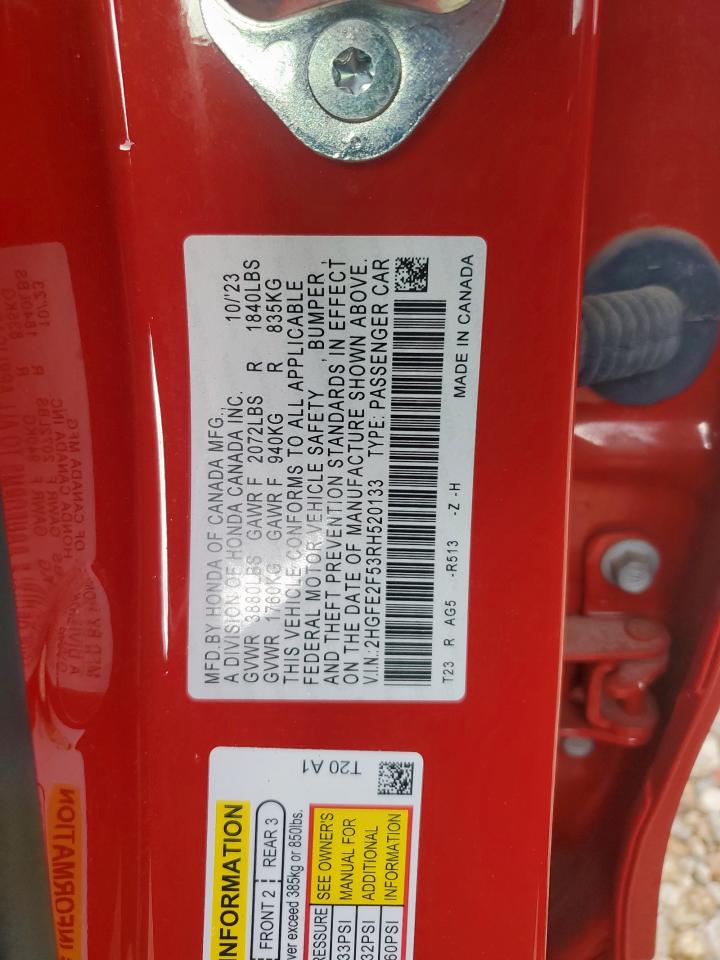 MFD.BY HONDA OF CANADA MFG.,
A DIVISION OF HONDA CANADA INC. 10/'23
GVWR 3880LBS GAWR F 2072LBS R 1840LBS
GVWR 1760KG GAWR F 940KG R 835KG
THIS VEHICLE CONFORMS TO ALL APPLICABLE
FEDERAL MOTOR VEHICLE SAFETY , BUMPER ,
AND THEFT PREVENTION STANDARDS IN EFFECT
ON THE DATE OF MANUFACTURE SHOWN ABOVE.
V.I.N.:2HGFE2F53RH520133 TYPE: PASSENGER CAR
T23 R AG5 -R513 -Z -H
MADE IN CANADA
T20 A1
INFORMATION
FRONT 2 REAR 3
exceed 385kg or 850lbs.
SEE OWNER'S
MANUAL FOR
ADDITIONAL
INFORMATION
33PSI
32PSI
60PSI